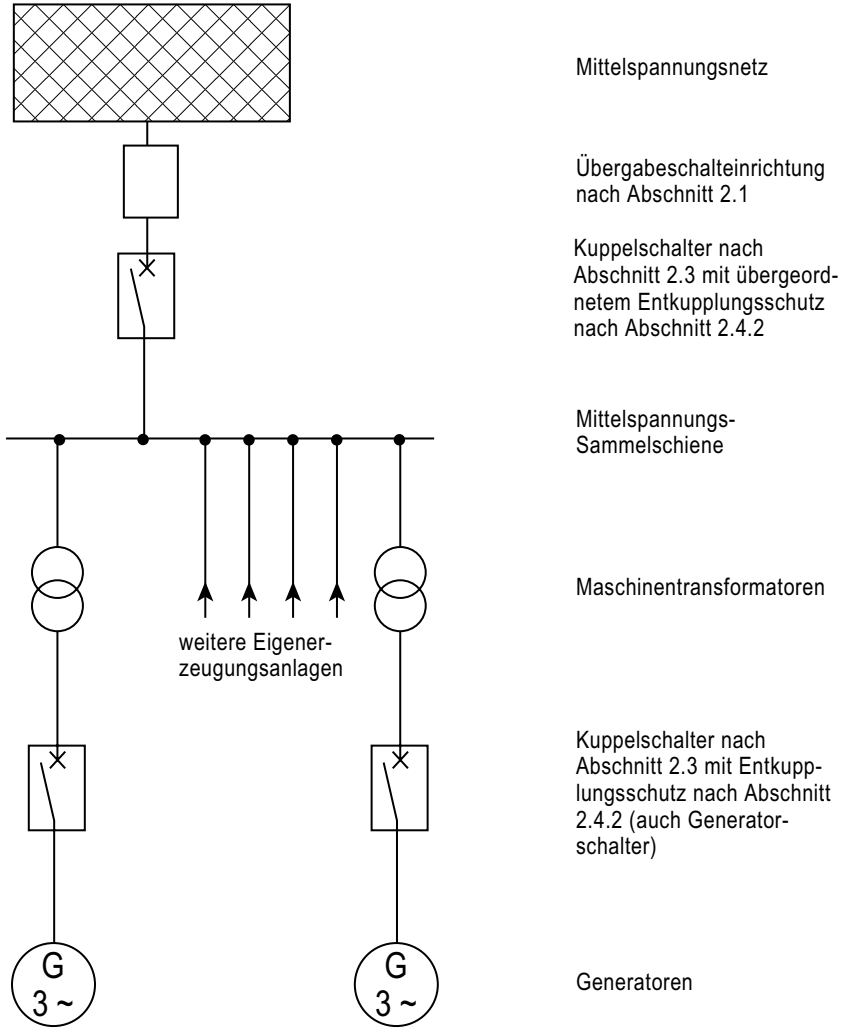 Mittelspannungsnetz
Übergabeschalteinrichtung
nach Abschnitt 2.1
Kuppelschalter nach
Abschnitt 2.3 mit übergeord-
netem Entkupplungsschutz
nach Abschnitt 2.4.2
Mittelspannungs-
Sammelschiene
Maschinentransformatoren
weitere Eigener-
zeugungsanlagen
Kuppelschalter nach
Abschnitt 2.3 mit Entkupp-
lungsschutz nach Abschnitt
2.4.2 (auch Generator-
schalter)
G
3 ~
G
3 ~
Generatoren